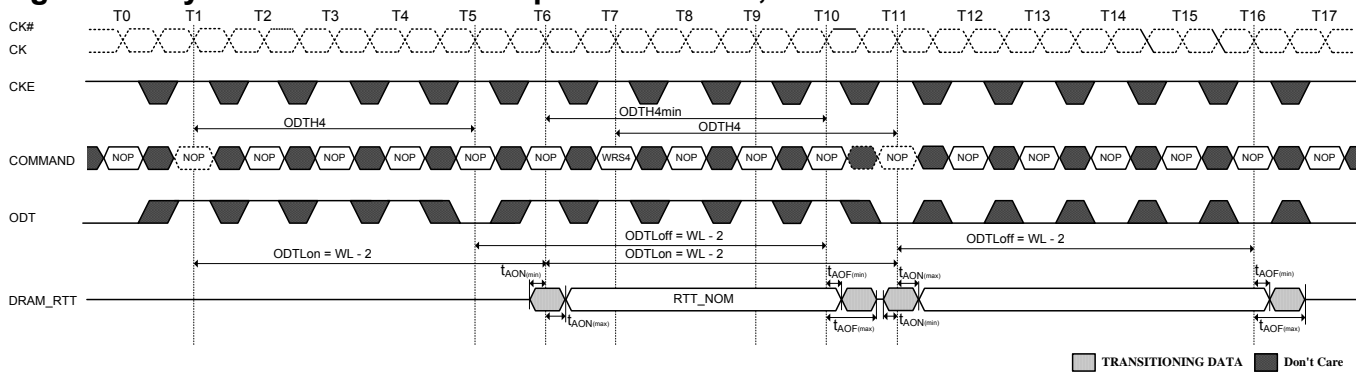 T0 T1 T2 T3 T4 T5 T6 T7 T8 T9 T10 T11 T12 T13 T14 T15 T16 T17
CK#
CK
CKE
ODTH4min
ODTH4 ODTH4
COMMAND NOP NOP NOP NOP NOP NOP NOP WRS4 NOP NOP NOP NOP NOP NOP NOP NOP NOP NOP
ODT
ODTLoff = WL - 2 ODTLoff = WL - 2
ODTLon = WL - 2 ODTLon = WL - 2
tAON(min) tAOF(min) tAON(max) tAOF(min)
DRAM_RTT RTT_NOM
tAON(max) tAOF(max) tAON(min) tAOF(max)
TRANSITIONING DATA Don't Care